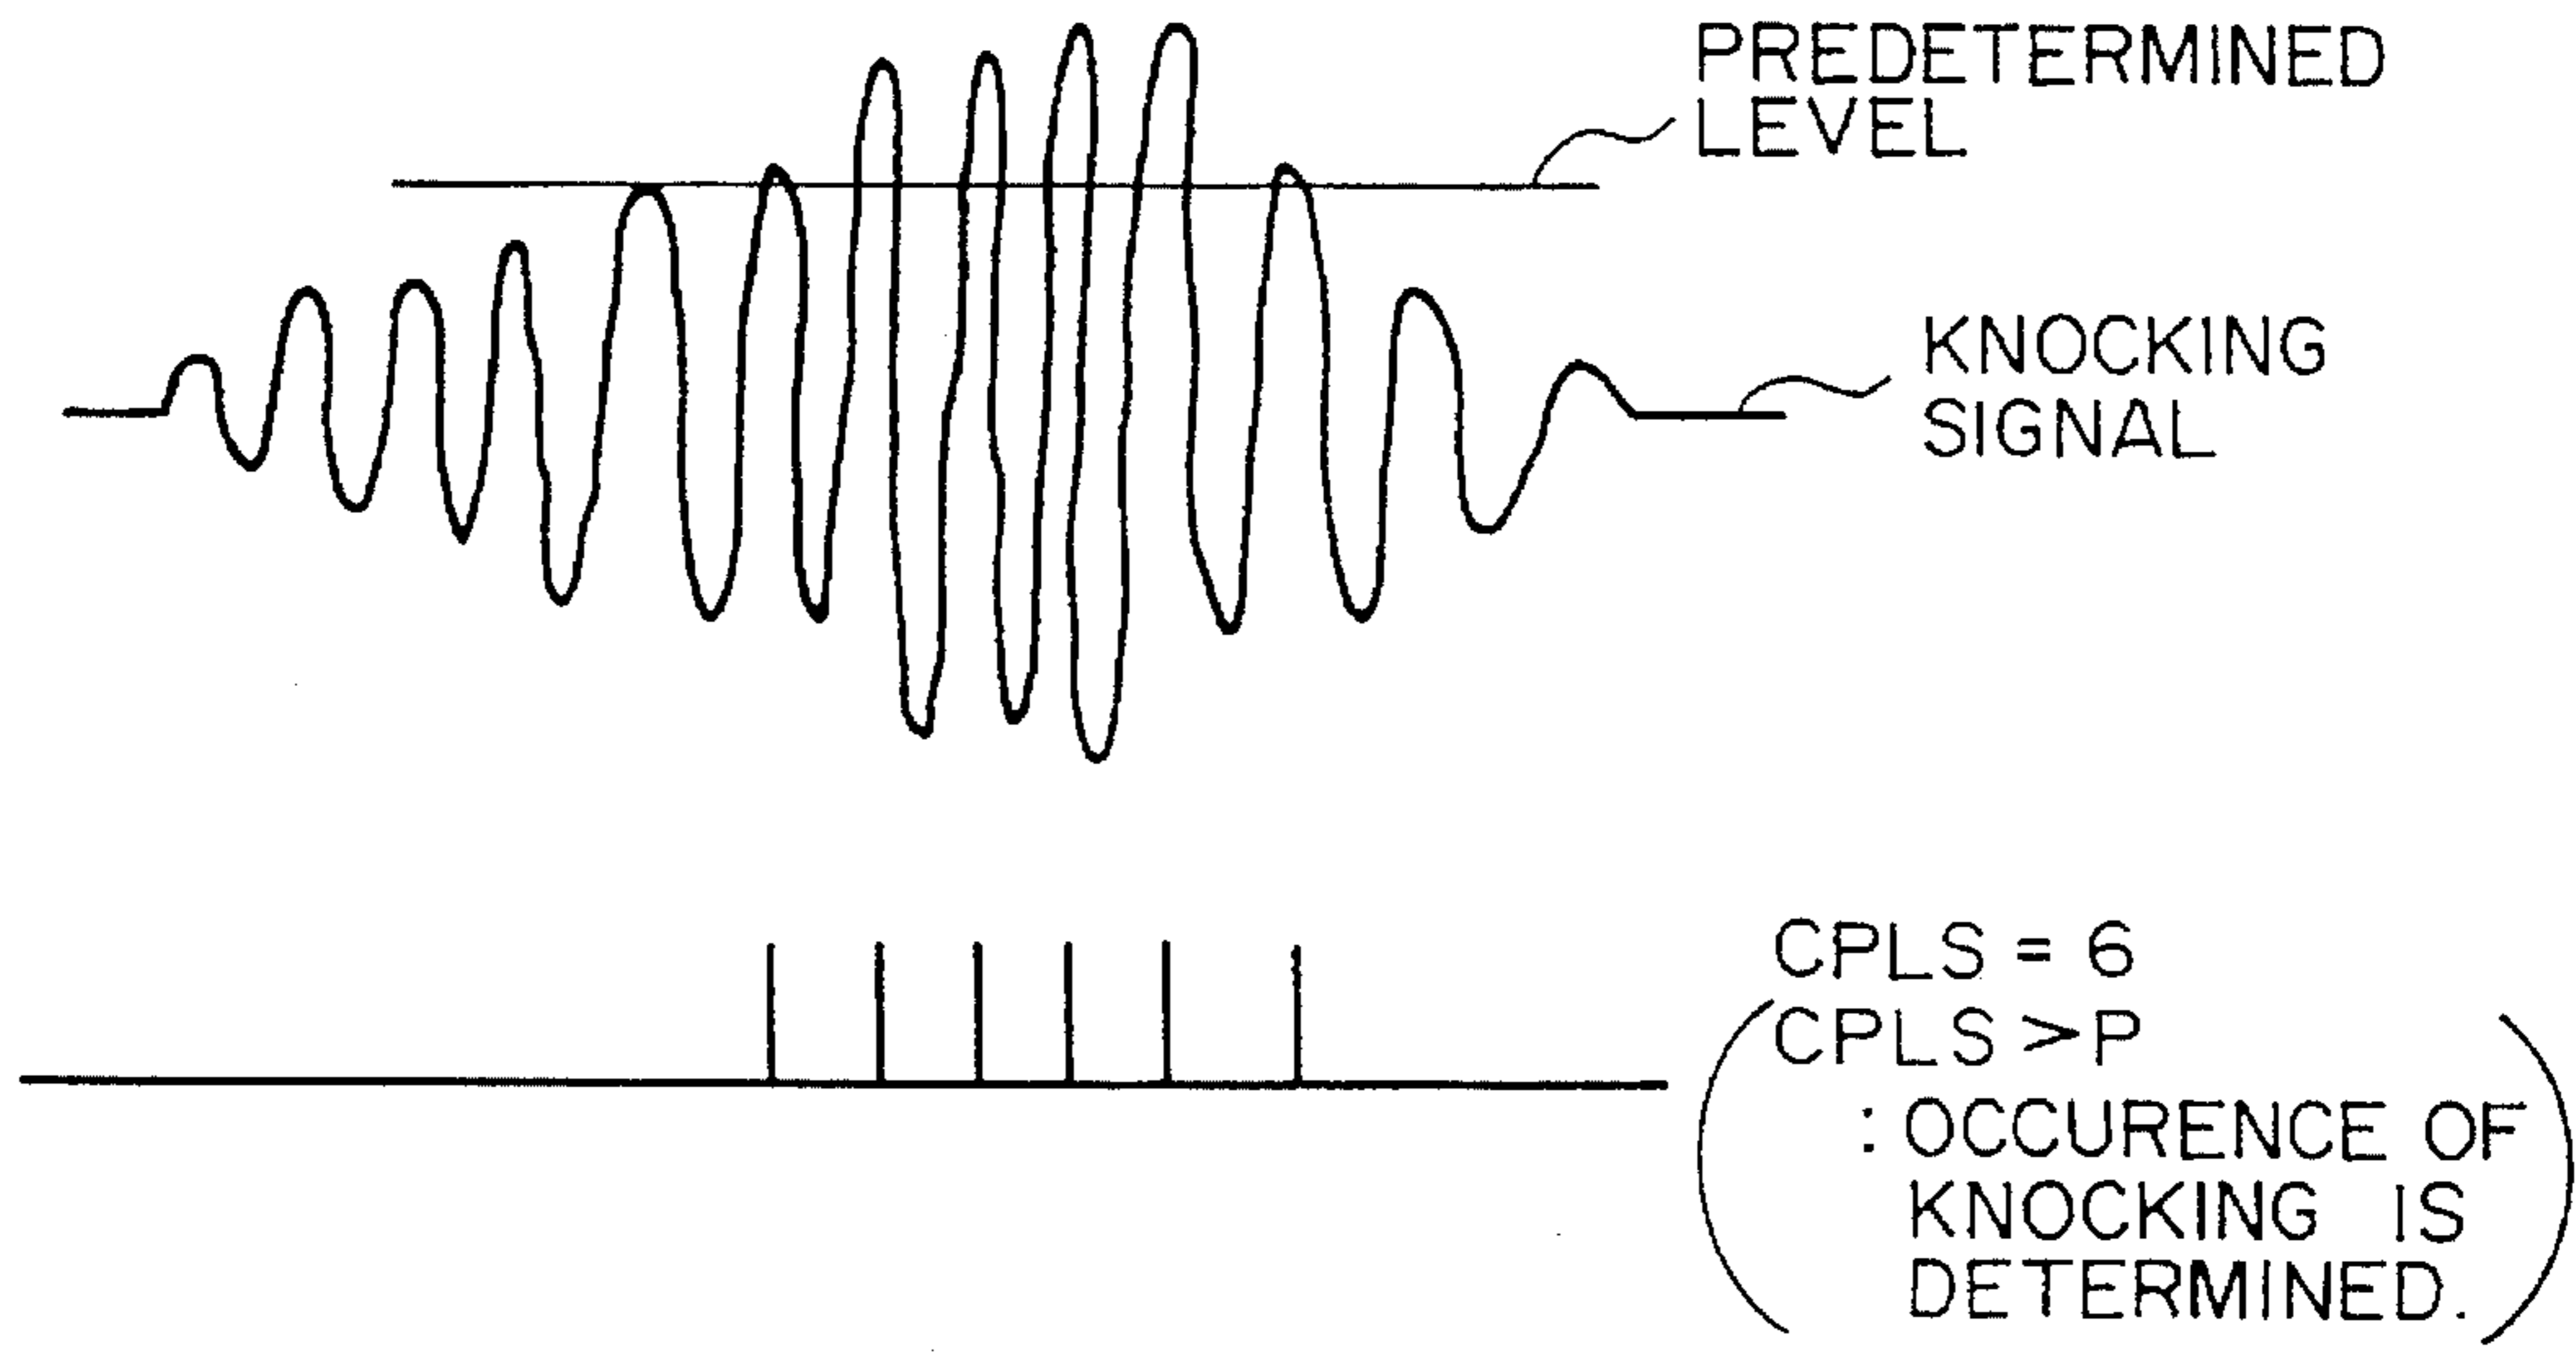 PREDETERMINED
LEVEL
KNOCKING
SIGNAL
CPLS = 6
CPLS > P
: OCCURENCE OF
KNOCKING IS
DETERMINED.